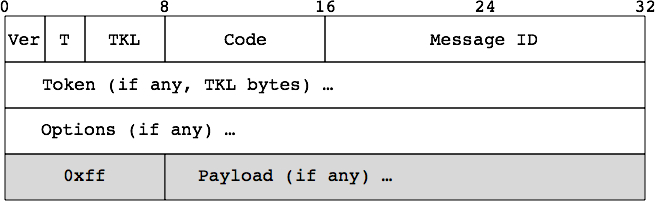 0 8 16 24 32
Ver T TKL Code Message ID
Token (if any, TKL bytes) …
Options (if any) …
0xff Payload (if any) …